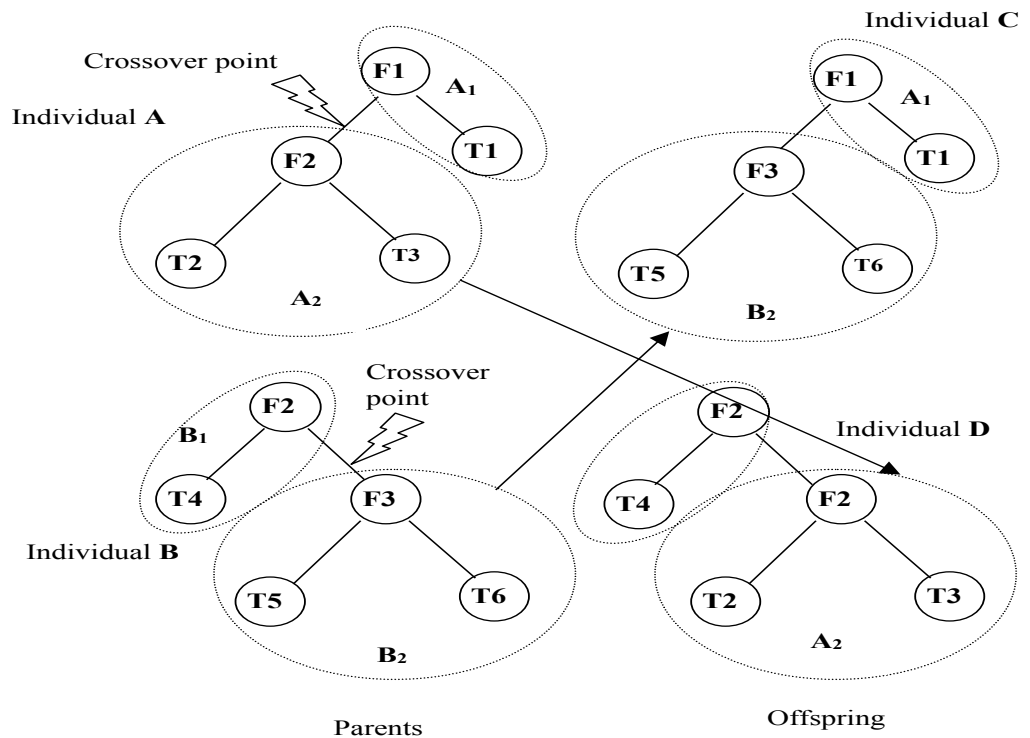 Individual C
Crossover point
F1
A1
T1
Individual A
F2
T2
T3
A2
F1
A1
T1
F3
T5
T6
B2
Crossover
point
F2
B1
T4
F3
Individual B
T5
T6
B2
Parents
F2
Individual D
T4
F2
T2
T3
A2
Offspring